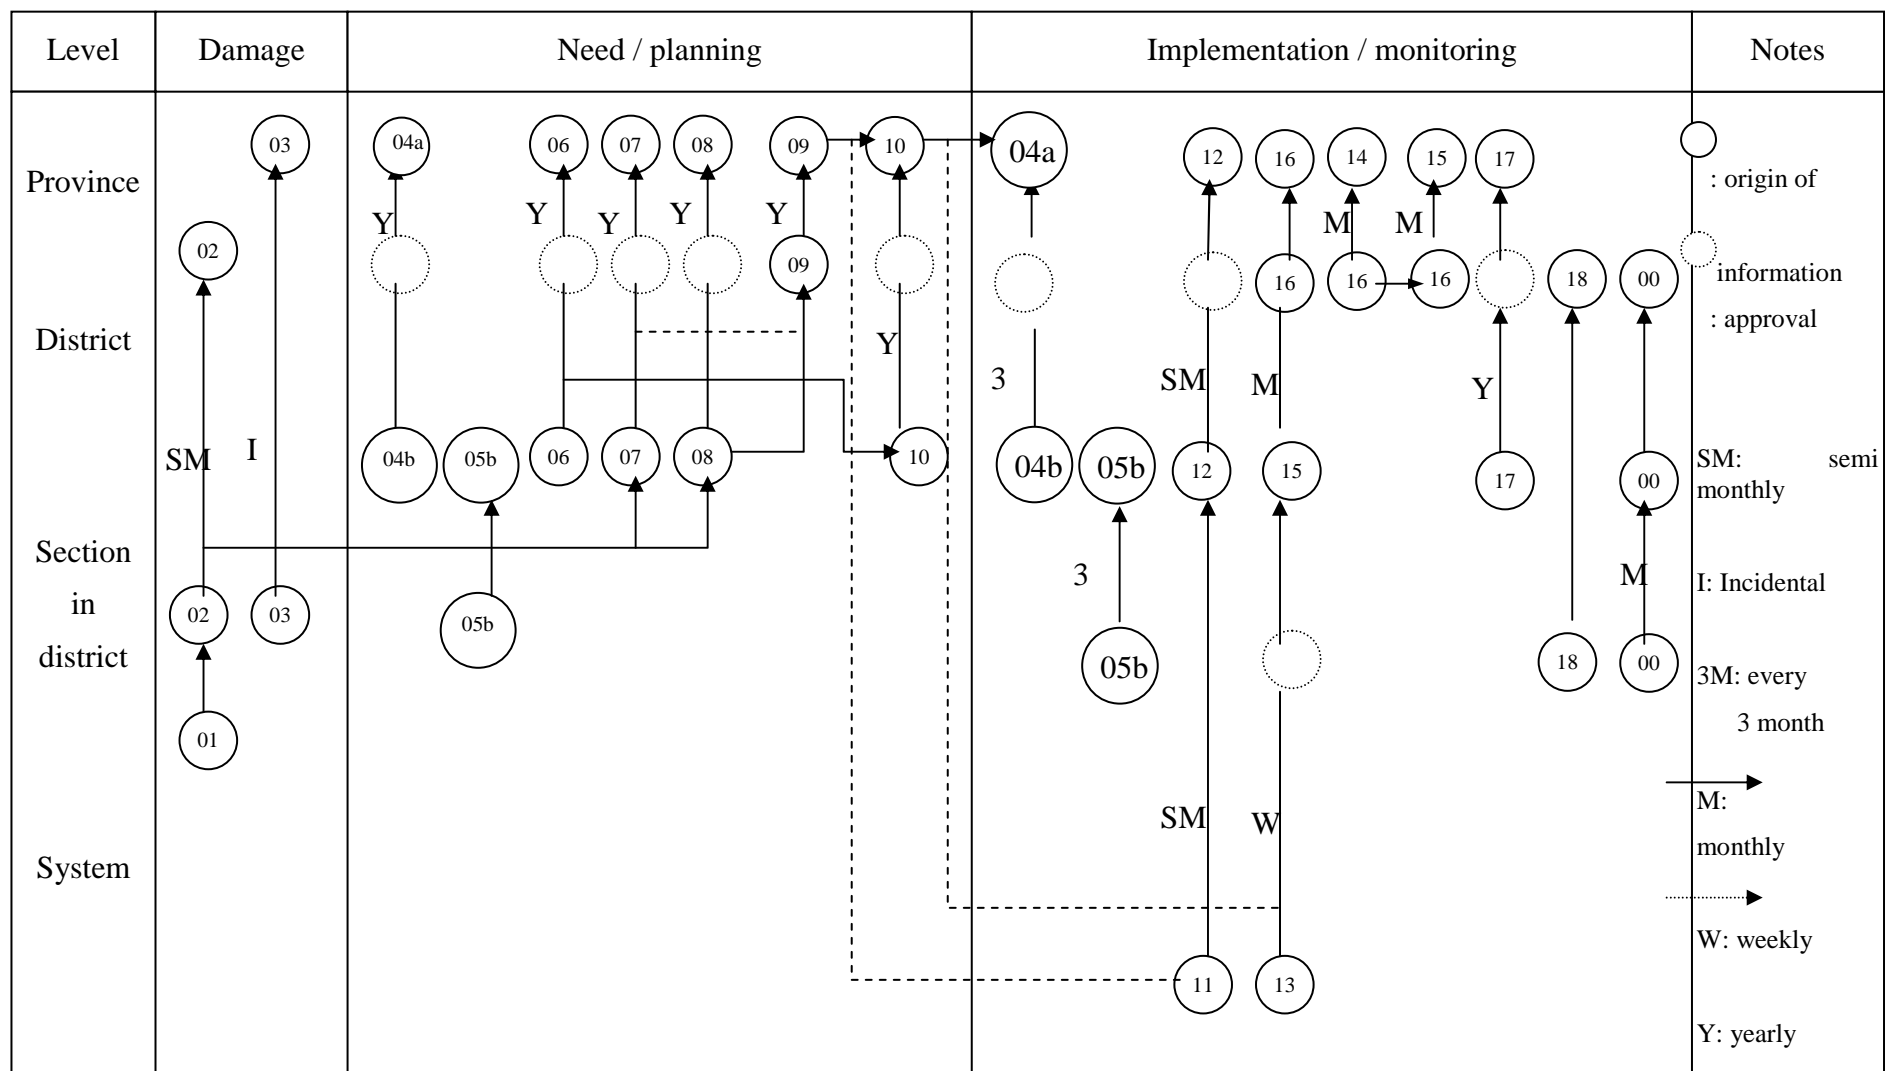 Level Damage Need / planning Implementation / monitoring Notes
03 04a 06 07 08 09 10 04a 12 16 14 15 17
Province
: origin of
Y Y Y Y Y M M
02 09 16 16 16 18 00
information
: approval
District
Y
3 SM M Y
SM I
04b 05b 06 07 08 10 04b 05b 12 15 17 00
SM: semi
monthly
Section
in
district
3 M
I: Incidental
02 03 05b 05b 18 00
3M: every
3 month
01
SM W
M:
monthly
System
W: weekly
11 13
Y: yearly